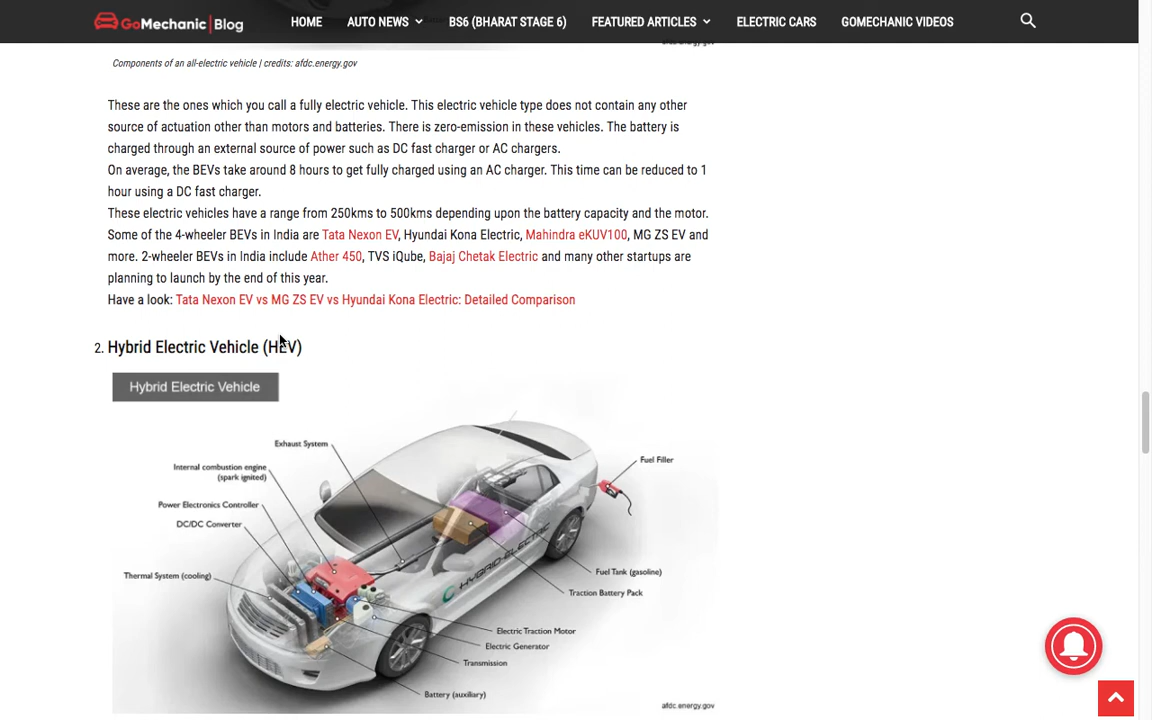 GoMechanic | Blog HOME AUTO NEWS BS6 (BHARAT STAGE 6) FEATURED ARTICLES ELECTRIC CARS GOMECHANIC VIDEOS
afdc.energy.gov
Components of an all-electric vehicle | credits: afdc.energy.gov
These are the ones which you call a fully electric vehicle. This electric vehicle type does not contain any other
source of actuation other than motors and batteries. There is zero-emission in these vehicles. The battery is
charged through an external source of power such as DC fast charger or AC chargers.
On average, the BEVs take around 8 hours to get fully charged using an AC charger. This time can be reduced to 1
hour using a DC fast charger.
These electric vehicles have a range from 250kms to 500kms depending upon the battery capacity and the motor.
Some of the 4-wheeler BEVs in India are Tata Nexon EV, Hyundai Kona Electric, Mahindra eKUV100, MG ZS EV and
more. 2-wheeler BEVs in India include Ather 450, TVS iQube, Bajaj Chetak Electric and many other startups are
planning to launch by the end of this year.
Have a look: Tata Nexon EV vs MG ZS EV vs Hyundai Kona Electric: Detailed Comparison
2. Hybrid Electric Vehicle (HEV)
Hybrid Electric Vehicle
Exhaust System
Fuel Filler
Internal combustion engine
(spark ignited)
Power Electronics Controller
DC/DC Converter
HYBRID ELECTRIC
Thermal System (cooling)
Fuel Tank (gasoline)
Traction Battery Pack
Electric Traction Motor
Electric Generator
Transmission
Battery (auxiliary)
afdc.energy.gov